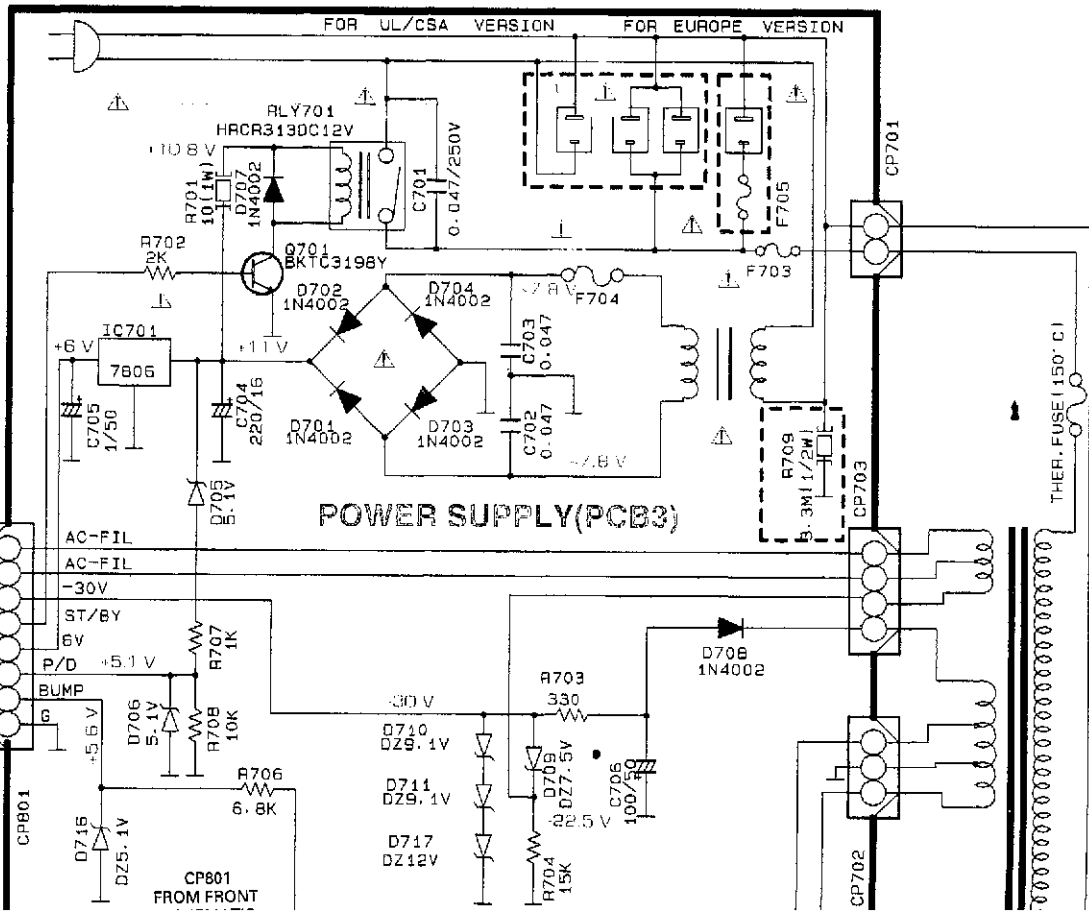 FOR UL/CSA VERSION
FOR EUROPE VERSION
RLY701
HRCR313DC12V
+10.8 V
R701
10(1W)
D707
1N4002
C701
0.047/250V
F705
CP701
R702
2K
Q701
BKTC3198Y
F703
D702
1N4002
D704
1N4002
~7.8 V
F704
IC701
7806
+6 V
+11 V
C703
0.047
C705
1/50
C704
220/16
D701
1N4002
D703
1N4002
C702
0.047
~7.8 V
R709
3.3M(1/2W)
CP703
THER. FUSE(150°C)
D705
5.1V
POWER SUPPLY(PCB3)
AC-FIL
AC-FIL
-30V
ST/BY
6V
P/D
BUMP
G
+5.1 V
+5.6 V
R707
1K
D706
5.1V
R708
10K
D708
1N4002
R703
330
-30 V
D710
DZ9.1V
D709
DZ7.5V
C706
100/50
D711
DZ9.1V
-22.5 V
D717
DZ12V
R704
15K
R706
6.8K
D716
DZ5.1V
CP801
CP702
CP801
FROM FRONT